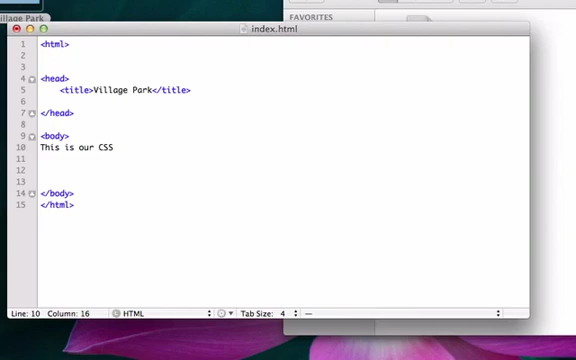 Village Park
FAVORITES
index.html
1 <html>
2
3
4 <head>
5 <title>Village Park</title>
6
7 </head>
8
9 <body>
10 This is our CSS
11
12
13
14 </body>
15 </html>
Line: 10 Column: 16 HTML Tab Size: 4 —